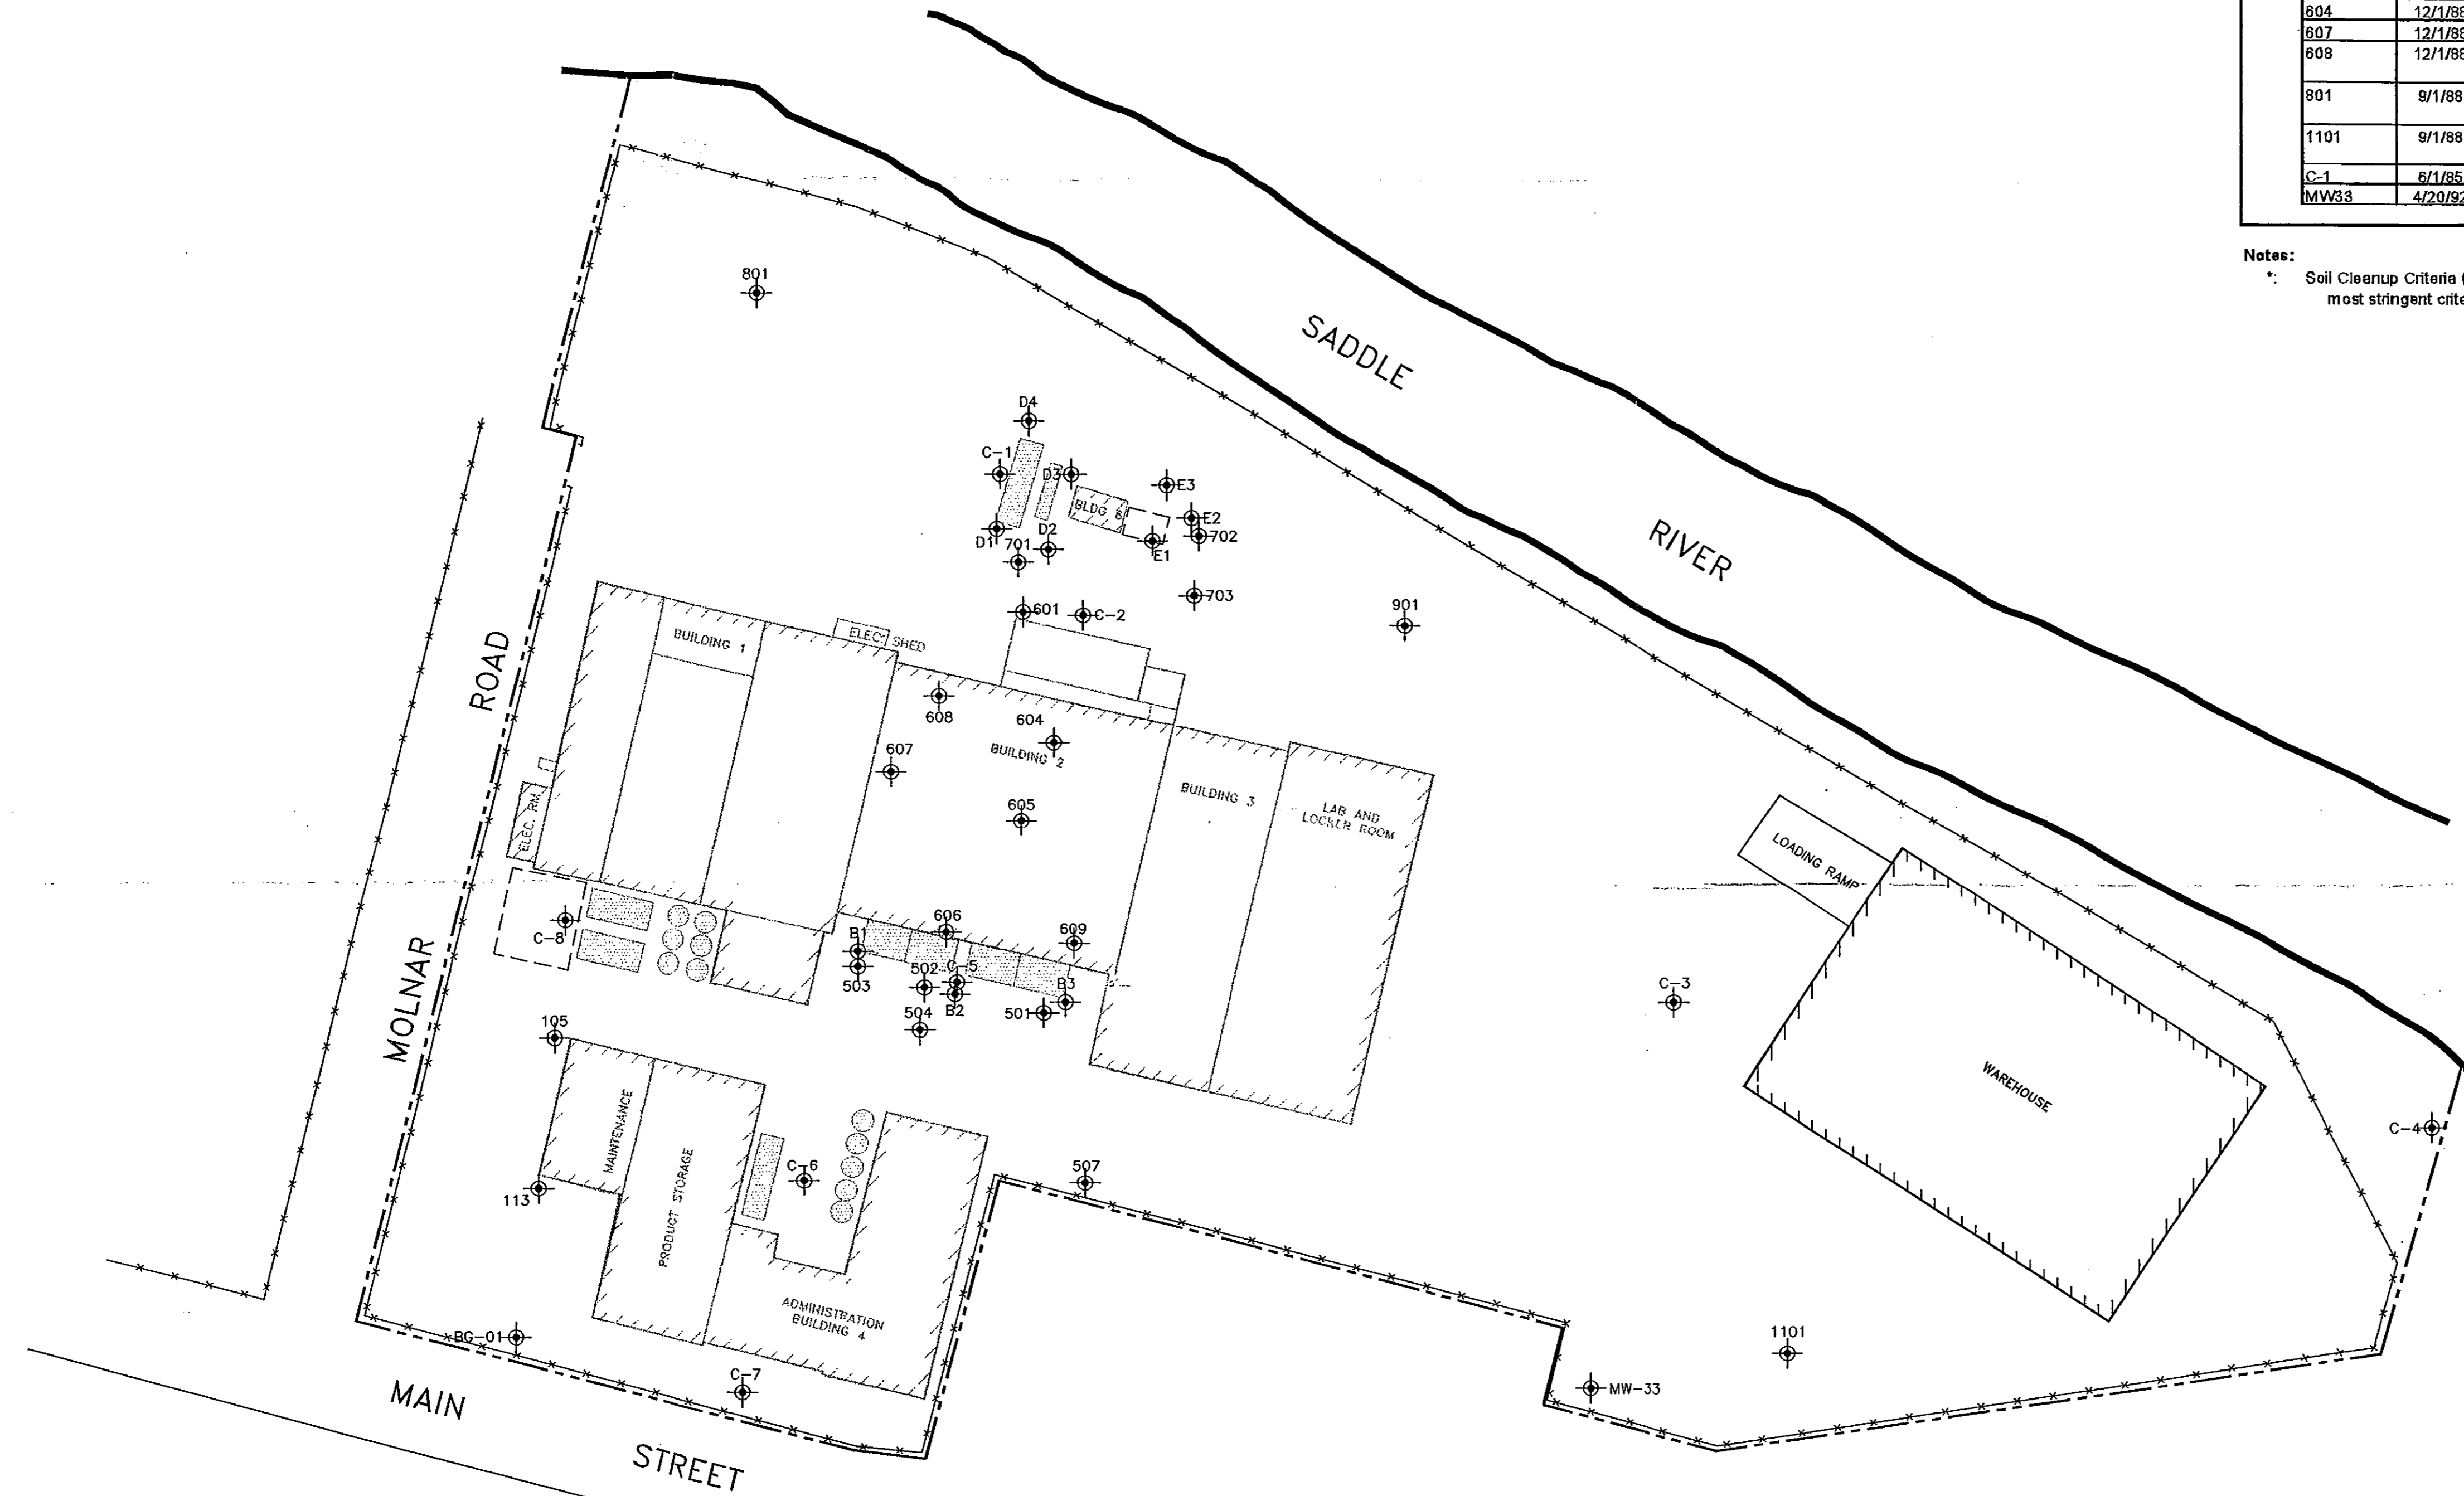 604 12/1/88
607 12/1/88
608 12/1/88
801 9/1/88
1101 9/1/88
C-1 6/1/85
MW33 4/20/92
Notes:
*: Soil Cleanup Criteria (
most stringent crite
SADDLE
RIVER
801
D4
C-1
D3
E3
BLDG 6
E2
702
D1
701
D2
E1
703
601
C-2
901
BUILDING 1
ELEC. SHED
ROAD
608
604
BUILDING 2
607
605
BUILDING 3
LAB AND
LOCKER ROOM
ELEC. RM
LOADING RAMP
C-8
B1
606
609
503
502
C-5
B3
B2
504
501
C-3
MOLNAR
105
WAREHOUSE
MAINTENANCE
C-4
113
C-6
507
PRODUCT STORAGE
ADMINISTRATION
BUILDING 4
BG-01
1101
C-7
MW-33
MAIN
STREET